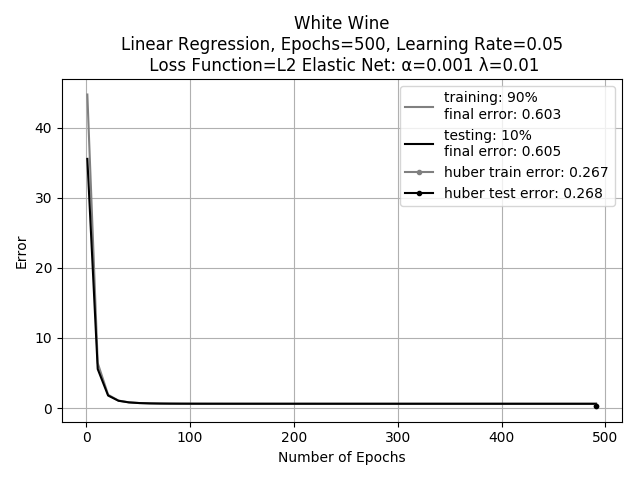 White Wine
Linear Regression, Epochs=500, Learning Rate=0.05
Loss Function=L2 Elastic Net: α=0.001 λ=0.01
training: 90%
final error: 0.603
testing: 10%
final error: 0.605
huber train error: 0.267
huber test error: 0.268
Error
40
30
20
10
0
0 100 200 300 400 500
Number of Epochs